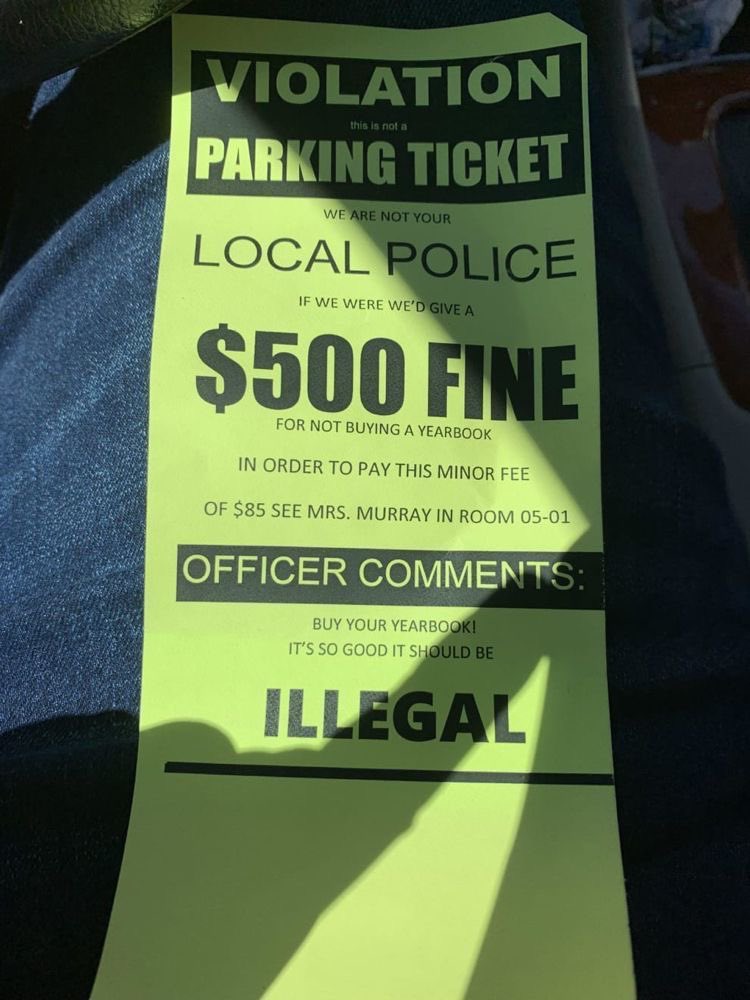 VIOLATION
this is not a
PARKING TICKET
WE ARE NOT YOUR
LOCAL POLICE
IF WE WERE WE'D GIVE A
$500 FINE
FOR NOT BUYING A YEARBOOK
IN ORDER TO PAY THIS MINOR FEE
OF $85 SEE MRS. MURRAY IN ROOM 05-01
OFFICER COMMENTS:
BUY YOUR YEARBOOK!
IT'S SO GOOD IT SHOULD BE
ILLEGAL